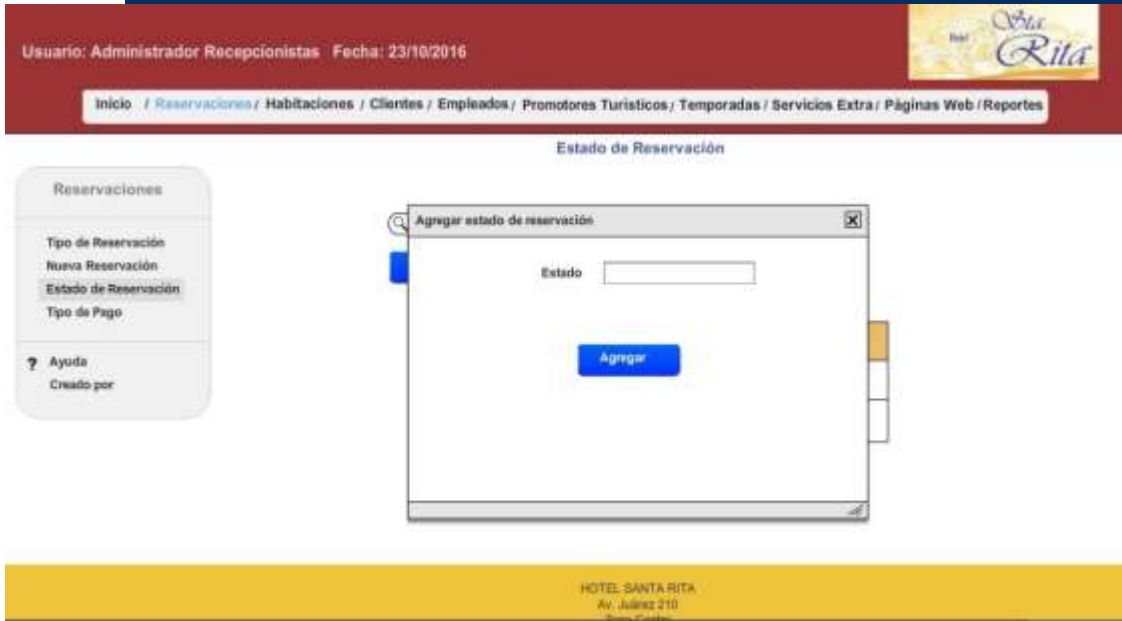 Usuario: Administrador Recepcionistas Fecha: 23/10/2016
Hotel Sta
Rita
Inicio / Reservaciones / Habitaciones / Clientes / Empleados / Promotores Turísticos / Temporadas / Servicios Extra / Páginas Web / Reportes
Estado de Reservación
Reservaciones
Tipo de Reservación
Nueva Reservación
Estado de Reservación
Tipo de Pago
? Ayuda
Creado por
Agregar estado de reservación
Estado
Agregar
HOTEL SANTA RITA
Av. Juárez 210